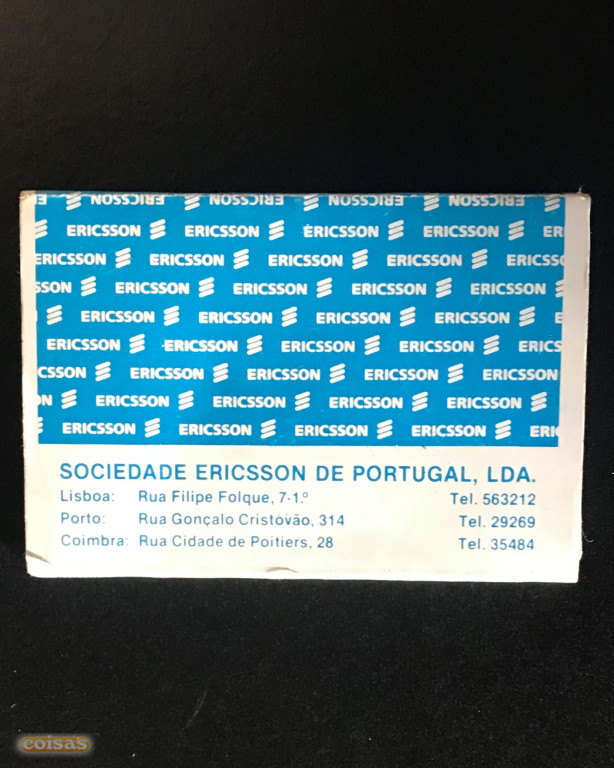 ERICSSON ERICSSON ERICSSON ERICSSON
ERICSSON ERICSSON ERICSSON ERICSSON
ERICSSON ERICSSON ERICSSON ERICSSON ERICSSON
ERICSSON ERICSSON ERICSSON ERICSSON
ERICSSON ERICSSON ERICSSON ERICSSON
ERICSSON ERICSSON ERICSSON ERICSSON
ERICSSON ERICSSON ERICSSON ERICSSON
ERICSSON ERICSSON ERICSSON ERICSSON
ERICSSON ERICSSON ERICSSON ERICSSON
SOCIEDADE ERICSSON DE PORTUGAL, LDA.
Lisboa: Rua Filipe Folque, 7-1.º Tel. 563212
Porto: Rua Gonçalo Cristovão, 314 Tel. 29269
Coimbra: Rua Cidade de Poitiers, 28 Tel. 35484
coisas